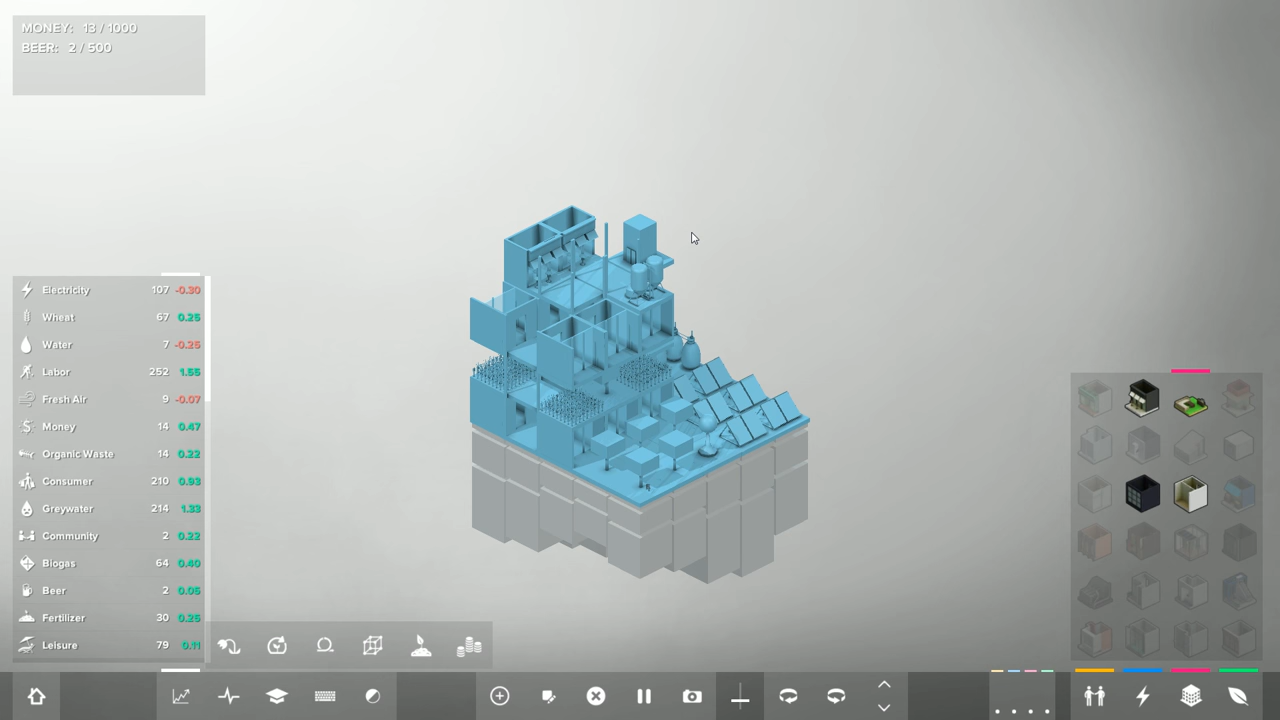 MONEY: 13 / 1000
BEER: 2 / 500
Electricity 107 -0.30
Wheat 67 0.25
Water 7 -0.25
Labor 252 1.55
Fresh Air 9 -0.07
Money 14 0.47
Organic Waste 14 0.22
Consumer 210 0.93
Greywater 214 1.33
Community 2 0.22
Biogas 64 0.40
Beer 2 0.05
Fertilizer 30 0.25
Leisure 79 0.11